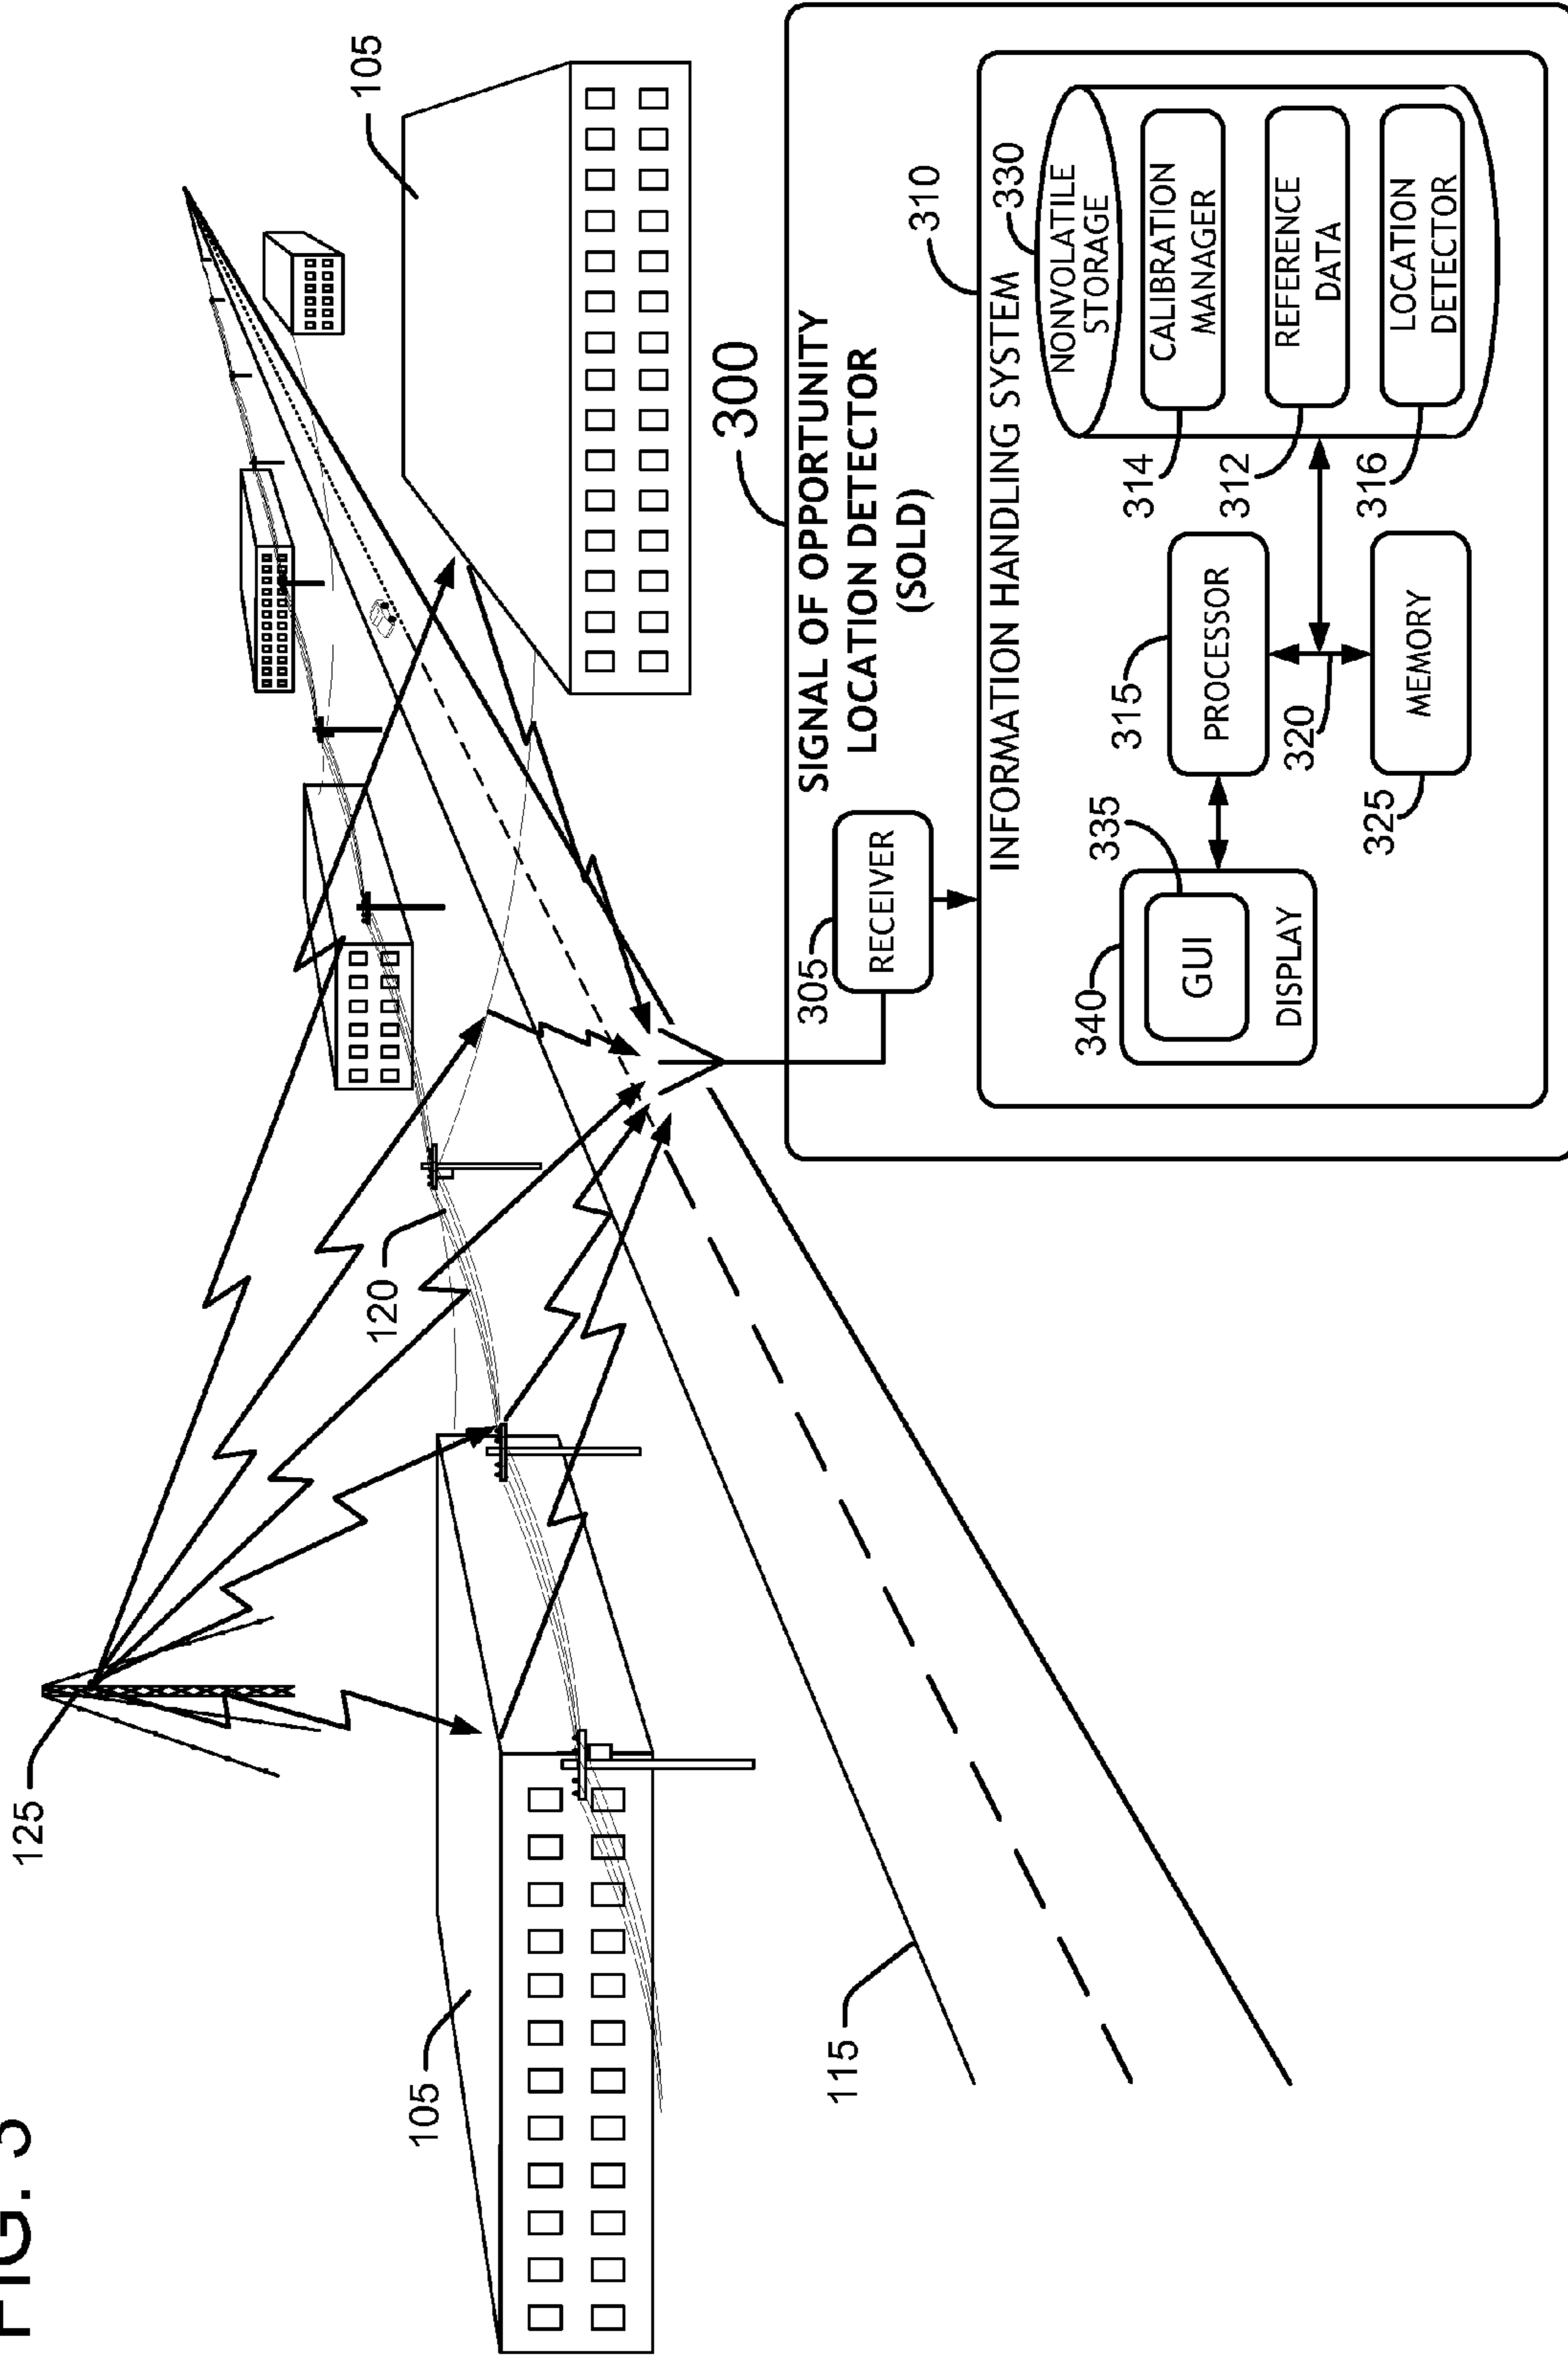 FIG. 3
125
105
120
105
115
300
SIGNAL OF OPPORTUNITY
LOCATION DETECTOR
(SOLD)
305
RECEIVER
310
INFORMATION HANDLING SYSTEM
330
NONVOLATILE
STORAGE
340
335
GUI
DISPLAY
315
PROCESSOR
320
325
MEMORY
314
CALIBRATION
MANAGER
312
REFERENCE
DATA
316
LOCATION
DETECTOR